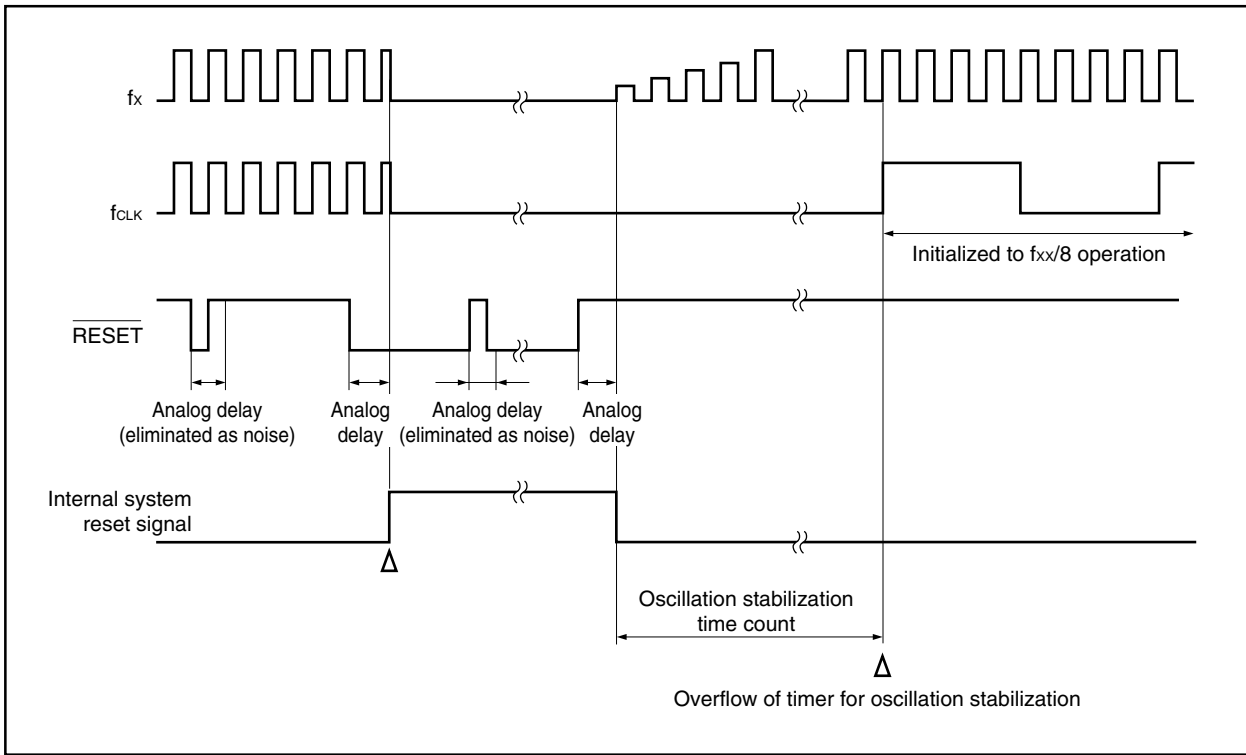 fX
fCLK
Initialized to fXX/8 operation
RESET
Analog delay
(eliminated as noise)
Analog
delay
Analog delay
(eliminated as noise)
Analog
delay
Internal system
reset signal
Oscillation stabilization
time count
Overflow of timer for oscillation stabilization